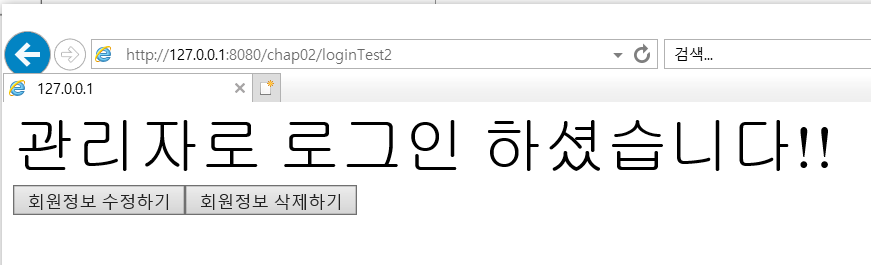 http://127.0.0.1:8080/chap02/loginTest2
검색...
127.0.0.1
관리자로 로그인 하셨습니다!!
회원정보 수정하기 회원정보 삭제하기